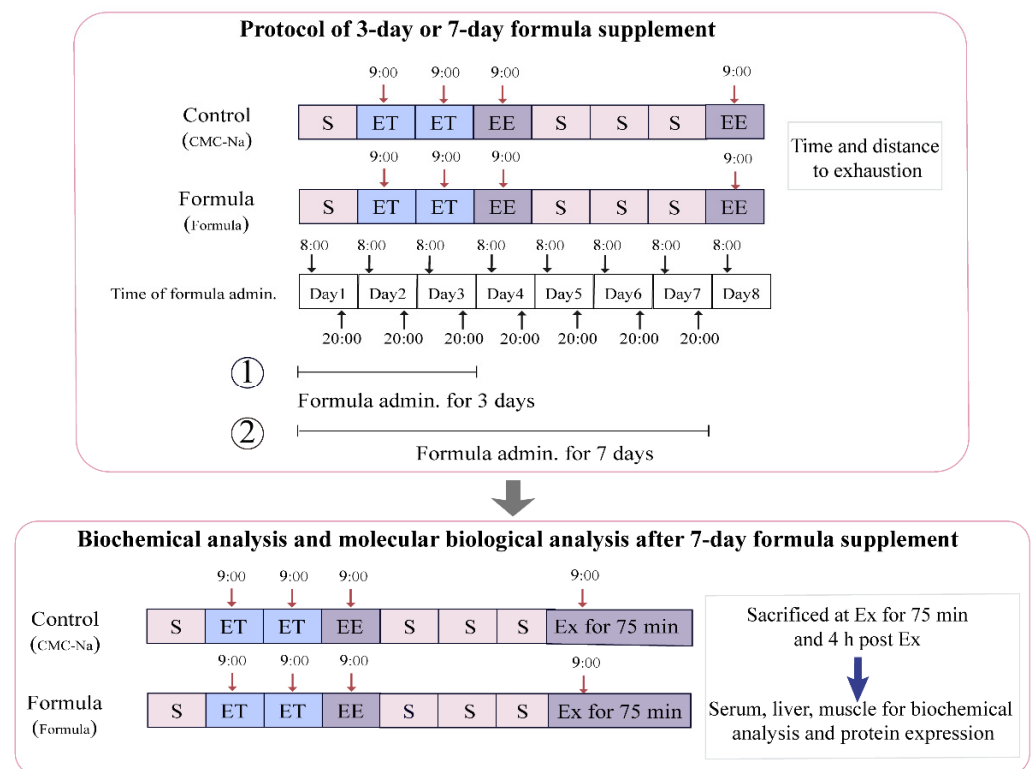 Protocol of 3-day or 7-day formula supplement
9:00 9:00 9:00 9:00
Control
(CMC-Na)
S ET ET EE S S S EE
9:00 9:00 9:00 9:00
Formula
(Formula)
S ET ET EE S S S EE
Time and distance
to exhaustion
8:00 8:00 8:00 8:00 8:00 8:00 8:00 8:00
Time of formula admin.
Day1 Day2 Day3 Day4 Day5 Day6 Day7 Day8
20:00 20:00 20:00 20:00 20:00 20:00 20:00
①
Formula admin. for 3 days
②
Formula admin. for 7 days
Biochemical analysis and molecular biological analysis after 7-day formula supplement
9:00 9:00 9:00 9:00
Control
(CMC-Na)
S ET ET EE S S S Ex for 75 min
9:00 9:00 9:00 9:00
Formula
(Formula)
S ET ET EE S S S Ex for 75 min
Sacrificed at Ex for 75 min
and 4 h post Ex
Serum, liver, muscle for biochemical
analysis and protein expression